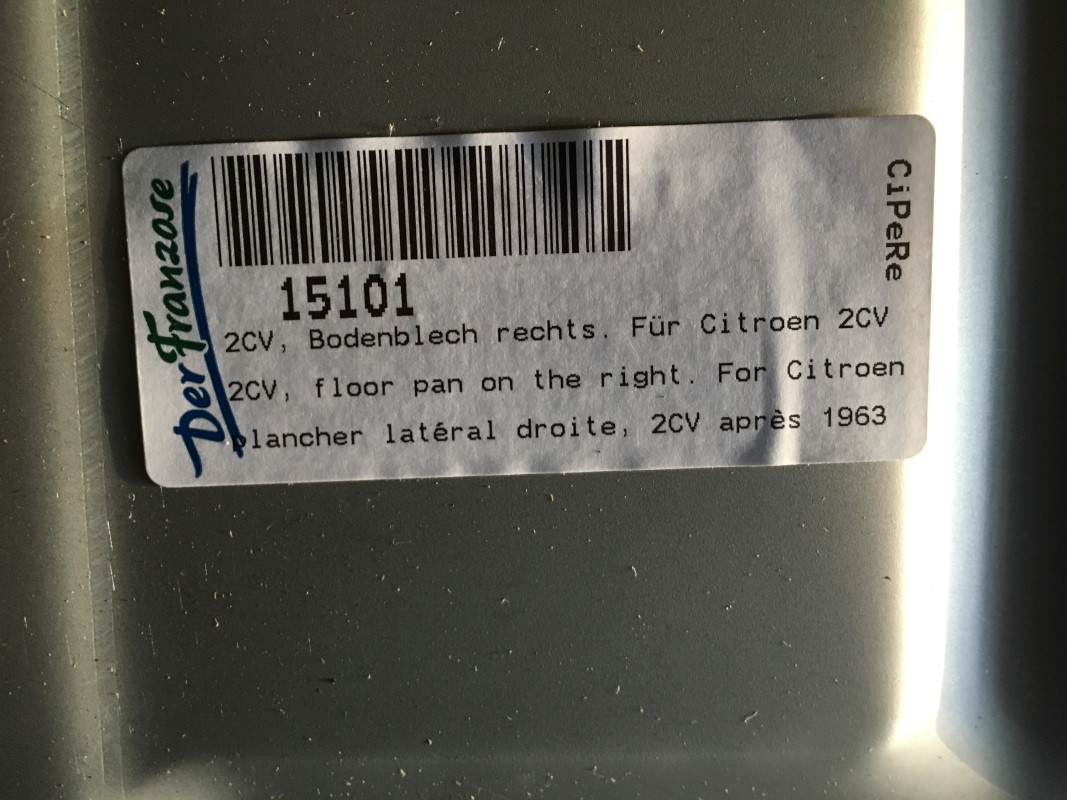 Der Franzose
15101
2CV, Bodenblech rechts. Für Citroen 2CV
2CV, floor pan on the right. For Citroen
plancher latéral droite, 2CV après 1963
CiPeRe